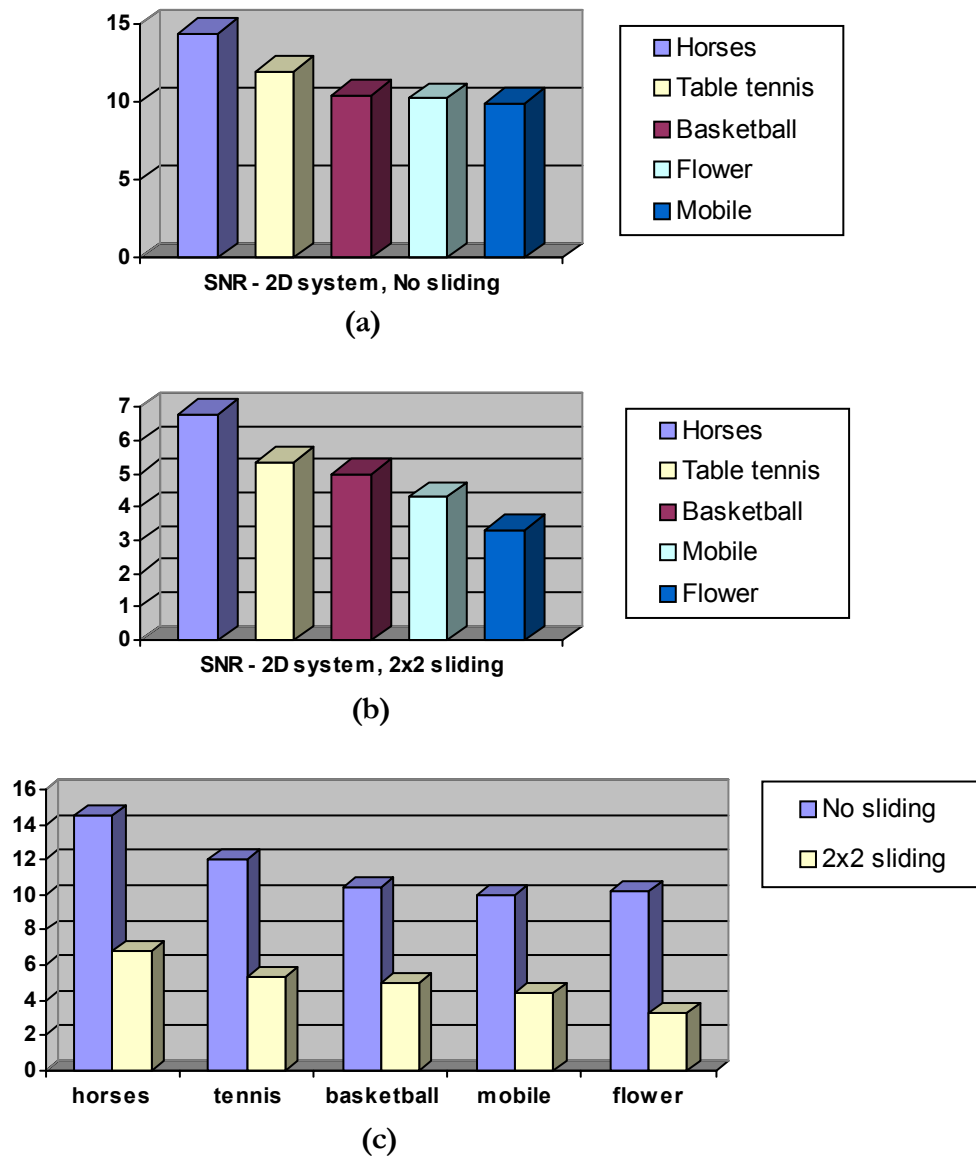 15
10
5
0
SNR - 2D system, No sliding
Horses
Table tennis
Basketball
Flower
Mobile
(a)
7
6
5
4
3
2
1
0
SNR - 2D system, 2x2 sliding
Horses
Table tennis
Basketball
Mobile
Flower
(b)
16
14
12
10
8
6
4
2
0
horses tennis basketball mobile flower
No sliding
2x2 sliding
(c)